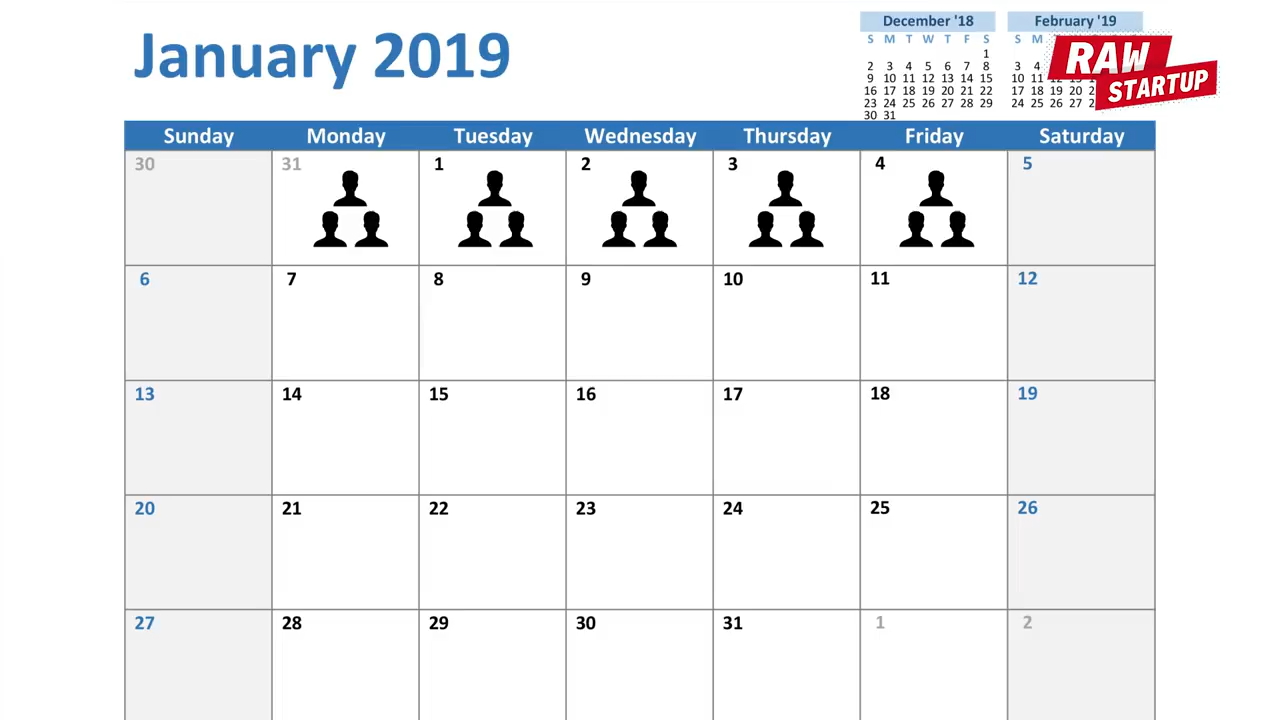 January 2019
December '18
S M T W T F S
1
2 3 4 5 6 7 8
9 10 11 12 13 14 15
16 17 18 19 20 21 22
23 24 25 26 27 28 29
30 31
February '19
S M
3 4
10 11 12 13 14
17 18 19 20 21
24 25 26 27
RAW
STARTUP
Sunday Monday Tuesday Wednesday Thursday Friday Saturday
30 31 1 2 3 4 5
6 7 8 9 10 11 12
13 14 15 16 17 18 19
20 21 22 23 24 25 26
27 28 29 30 31 1 2